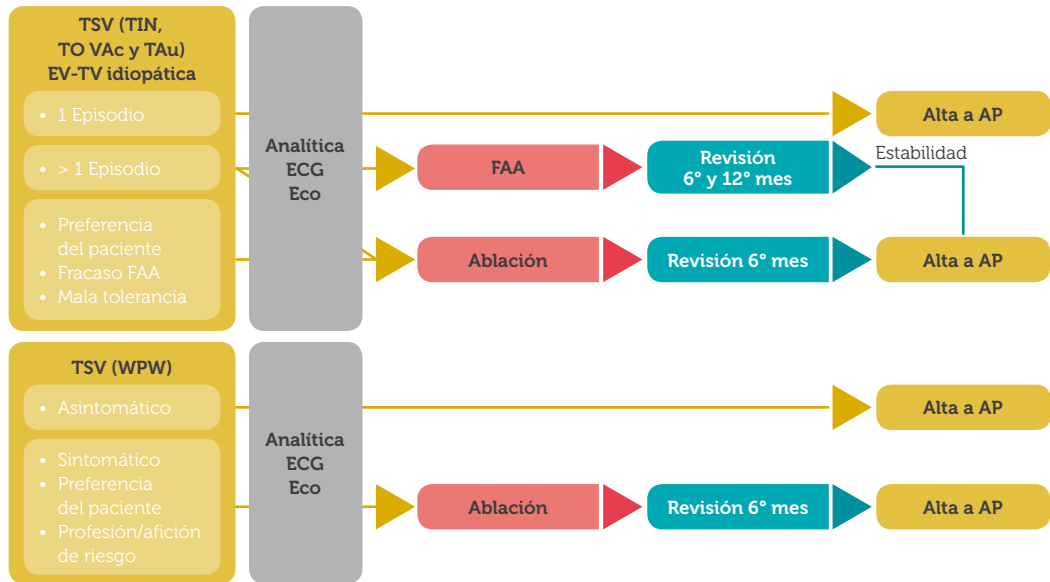 TSV (TIN,
TO VAc y TAu)
EV-TV idiopática
• 1 Episodio
• > 1 Episodio
• Preferencia
del paciente
• Fracaso FAA
• Mala tolerancia
Analítica
ECG
Eco
Alta a AP
FAA
Revisión
6° y 12° mes
Estabilidad
Ablación
Revisión 6° mes
Alta a AP
TSV (WPW)
• Asintomático
• Sintomático
• Preferencia
del paciente
• Profesión/afición
de riesgo
Analítica
ECG
Eco
Alta a AP
Ablación
Revisión 6° mes
Alta a AP